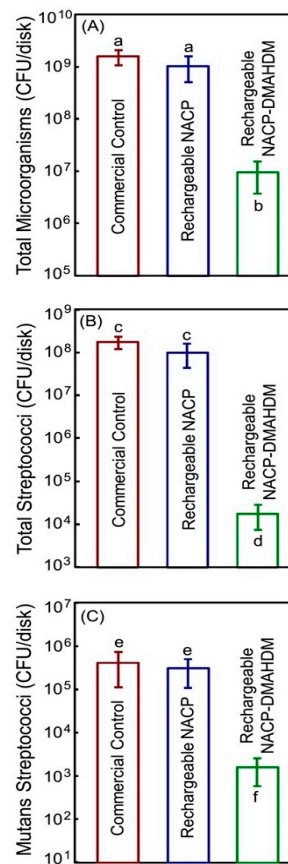 (A)
Total Microorganisms (CFU/disk)
10¹⁰
10⁹
10⁸
10⁷
10⁶
10⁵
a
a
b
Commercial Control
Rechargeable NACP
Rechargeable
NACP-DMAHDM
(B)
Total Streptococci (CFU/disk)
10⁹
10⁸
10⁷
10⁶
10⁵
10⁴
10³
c
c
d
Commercial Control
Rechargeable NACP
Rechargeable
NACP-DMAHDM
(C)
Mutans Streptococci (CFU/disk)
10⁷
10⁶
10⁵
10⁴
10³
10²
10¹
e
e
f
Commercial Control
Rechargeable NACP
Rechargeable
NACP-DMAHDM